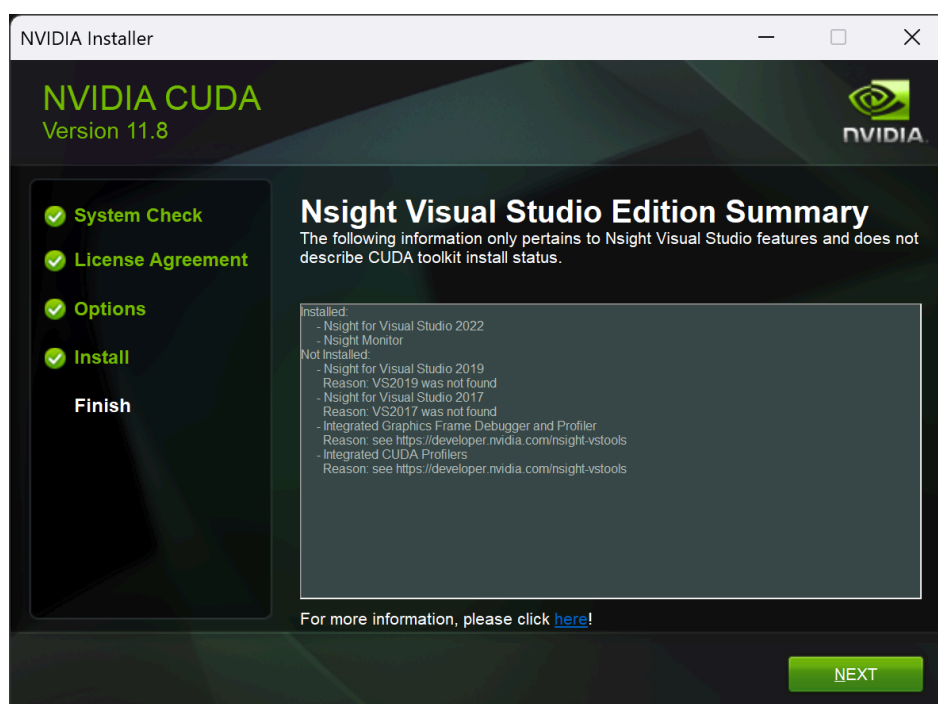 NVIDIA Installer
NVIDIA CUDA
Version 11.8
NVIDIA.
System Check
License Agreement
Options
Install
Finish
Nsight Visual Studio Edition Summary
The following information only pertains to Nsight Visual Studio features and does not
describe CUDA toolkit install status.
Installed:
- Nsight for Visual Studio 2022
- Nsight Monitor
Not Installed:
- Nsight for Visual Studio 2019
Reason: VS2019 was not found
- Nsight for Visual Studio 2017
Reason: VS2017 was not found
- Integrated Graphics Frame Debugger and Profiler
Reason: see https://developer.nvidia.com/nsight-vstools
- Integrated CUDA Profilers
Reason: see https://developer.nvidia.com/nsight-vstools
For more information, please click here!
NEXT